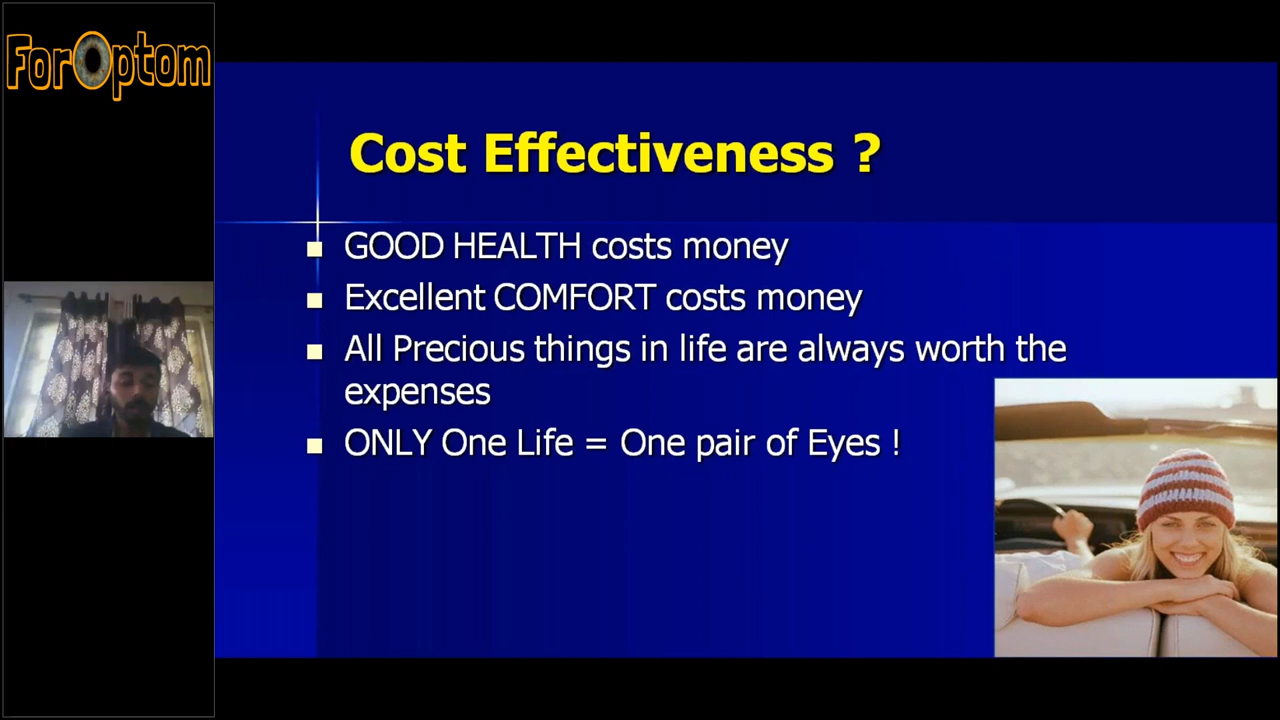 ForOptom
Cost Effectiveness ?
GOOD HEALTH costs money
Excellent COMFORT costs money
All Precious things in life are always worth the
expenses
ONLY One Life = One pair of Eyes !